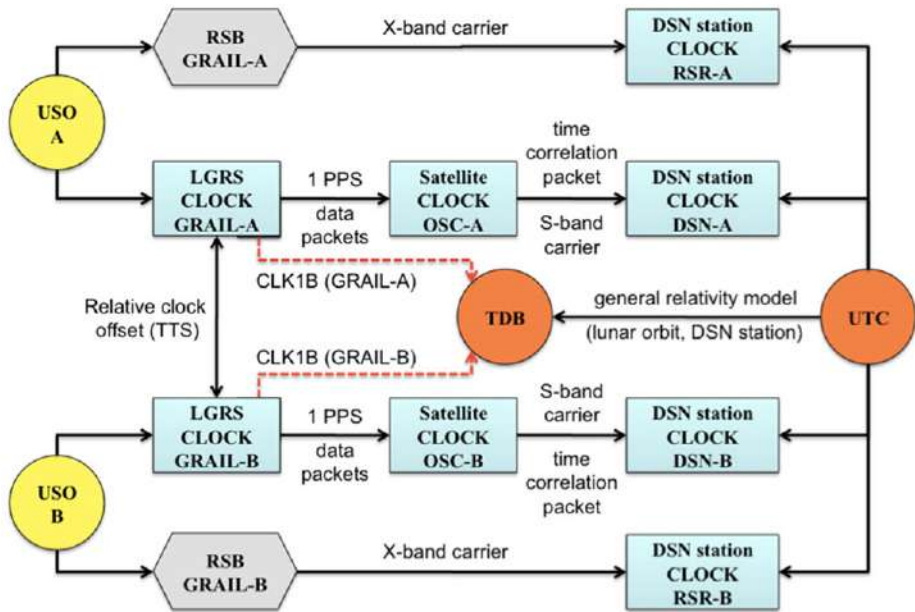 RSB
GRAIL-A
X-band carrier
DSN station
CLOCK
RSR-A
USO
A
LGRS
CLOCK
GRAIL-A
1 PPS
data
packets
Satellite
CLOCK
OSC-A
time
correlation
packet
S-band
carrier
DSN station
CLOCK
DSN-A
CLK1B (GRAIL-A)
Relative clock
offset (TTS)
TDB
general relativity model
(lunar orbit, DSN station)
UTC
CLK1B (GRAIL-B)
LGRS
CLOCK
GRAIL-B
1 PPS
data
packets
Satellite
CLOCK
OSC-B
S-band
carrier
time
correlation
packet
DSN station
CLOCK
DSN-B
USO
B
RSB
GRAIL-B
X-band carrier
DSN station
CLOCK
RSR-B